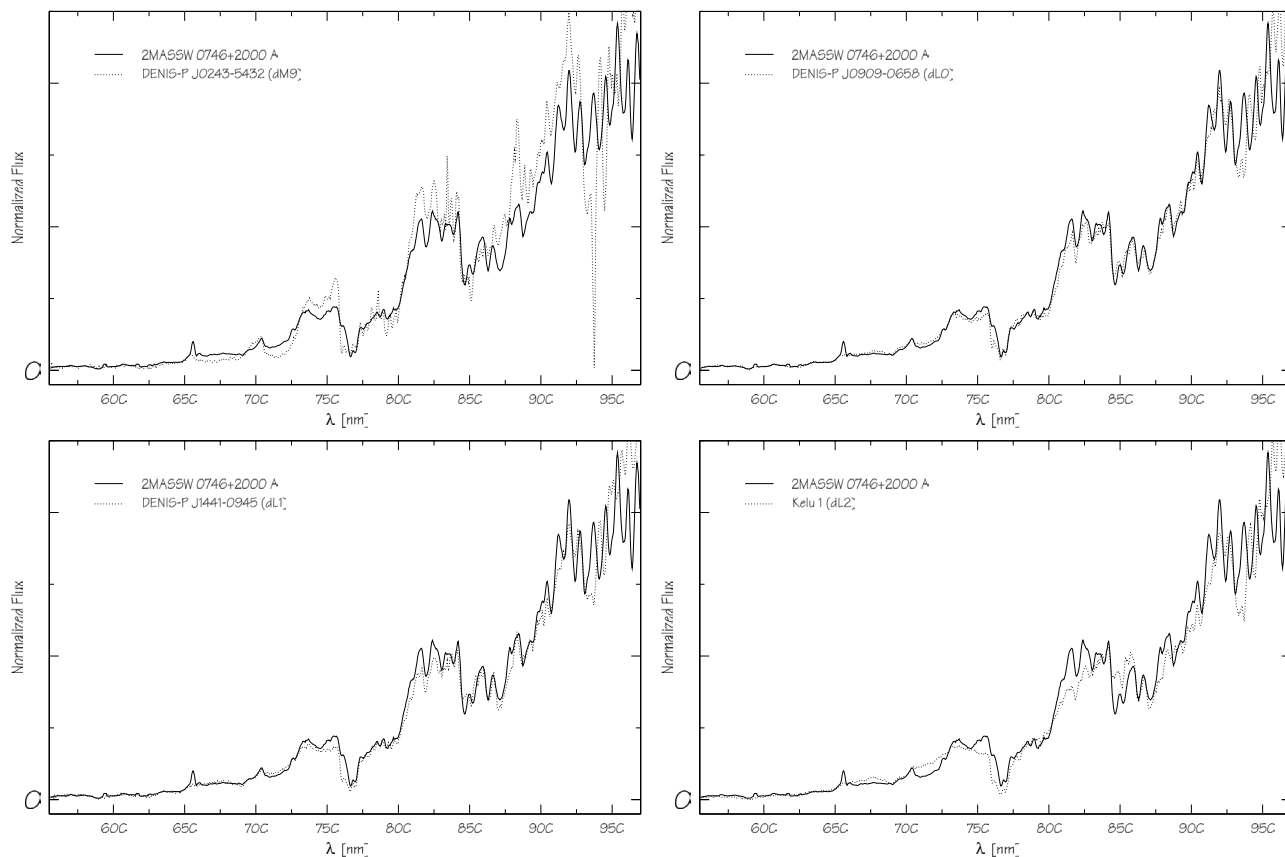 2MASSW 0746+2000 A
DENIS-P J0243-5432 (dM9)
Normalized Flux
0
600 650 700 750 800 850 900 950
λ [nm]
2MASSW 0746+2000 A
DENIS-P J0909-0658 (dL0)
Normalized Flux
0
600 650 700 750 800 850 900 950
λ [nm]
2MASSW 0746+2000 A
DENIS-P J1441-0945 (dL1)
Normalized Flux
0
600 650 700 750 800 850 900 950
λ [nm]
2MASSW 0746+2000 A
Kelu 1 (dL2)
Normalized Flux
0
600 650 700 750 800 850 900 950
λ [nm]